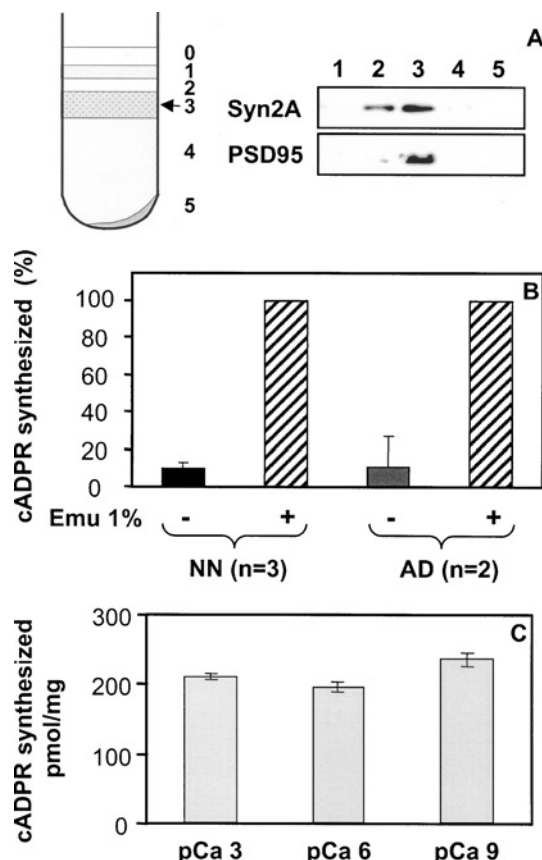 A
0
1
2
3
4
5
1 2 3 4 5
Syn2A
PSD95
B
cADPR synthesized (%)
100
80
60
40
20
0
Emu 1% - + - +
NN (n=3) AD (n=2)
C
cADPR synthesized
pmol/mg
300
200
100
0
pCa 3 pCa 6 pCa 9